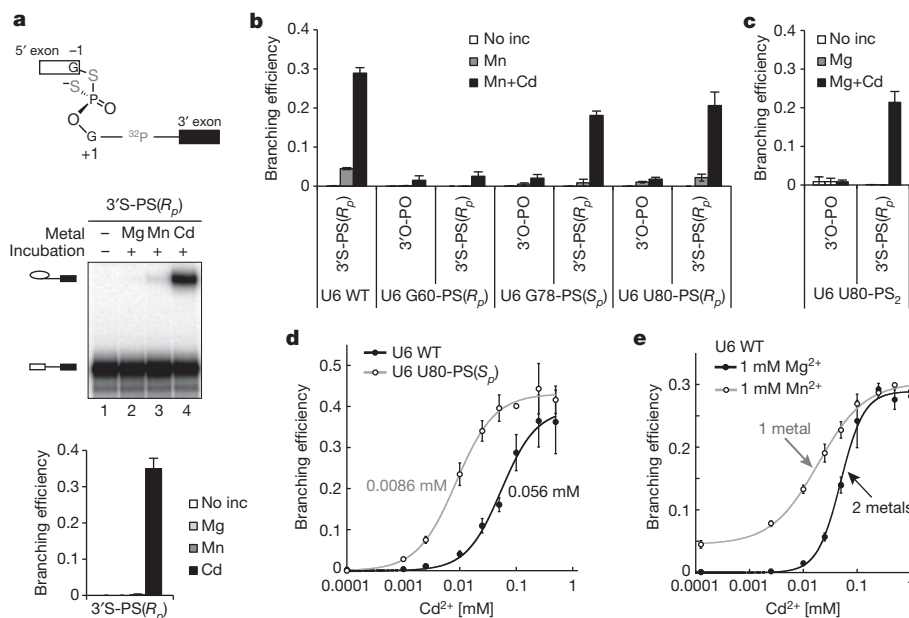 a
5′ exon
−1
G
S
−S
P
O
O
G
+1
32P
3′ exon
3′S-PS(Rp)
Metal − Mg Mn Cd
Incubation − + + +
1 2 3 4
Branching efficiency
0.4
0.3
0.2
0.1
0
No inc
Mg
Mn
Cd
3′S-PS(Rp)
b
Branching efficiency
0.4
0.3
0.2
0.1
0
No inc
Mn
Mn+Cd
3′S-PS(Rp)
3′O-PO
3′S-PS(Rp)
3′O-PO
3′S-PS(Rp)
3′O-PO
3′S-PS(Rp)
U6 WT
U6 G60-PS(Rp)
U6 G78-PS(Sp)
U6 U80-PS(Rp)
c
Branching efficiency
0.4
0.3
0.2
0.1
0
No inc
Mg
Mg+Cd
3′O-PO
3′S-PS(Rp)
U6 U80-PS2
d
U6 WT
U6 U80-PS(Sp)
Branching efficiency
0.5
0.4
0.3
0.2
0.1
0
0.0086 mM
0.056 mM
0.0001 0.001 0.01 0.1 1
Cd2+ [mM]
e
U6 WT
1 mM Mg2+
1 mM Mn2+
Branching efficiency
0.4
0.3
0.2
0.1
0
1 metal
2 metals
0.0001 0.001 0.01 0.1 1
Cd2+ [mM]